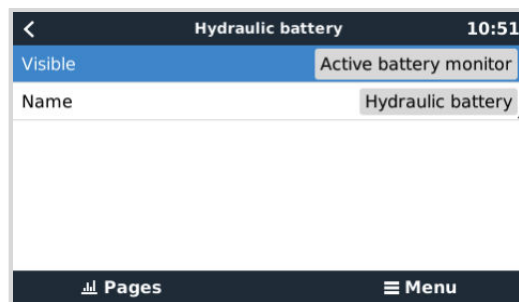 Hydraulic battery 10:51
Visible Active battery monitor
Name Hydraulic battery
Pages Menu